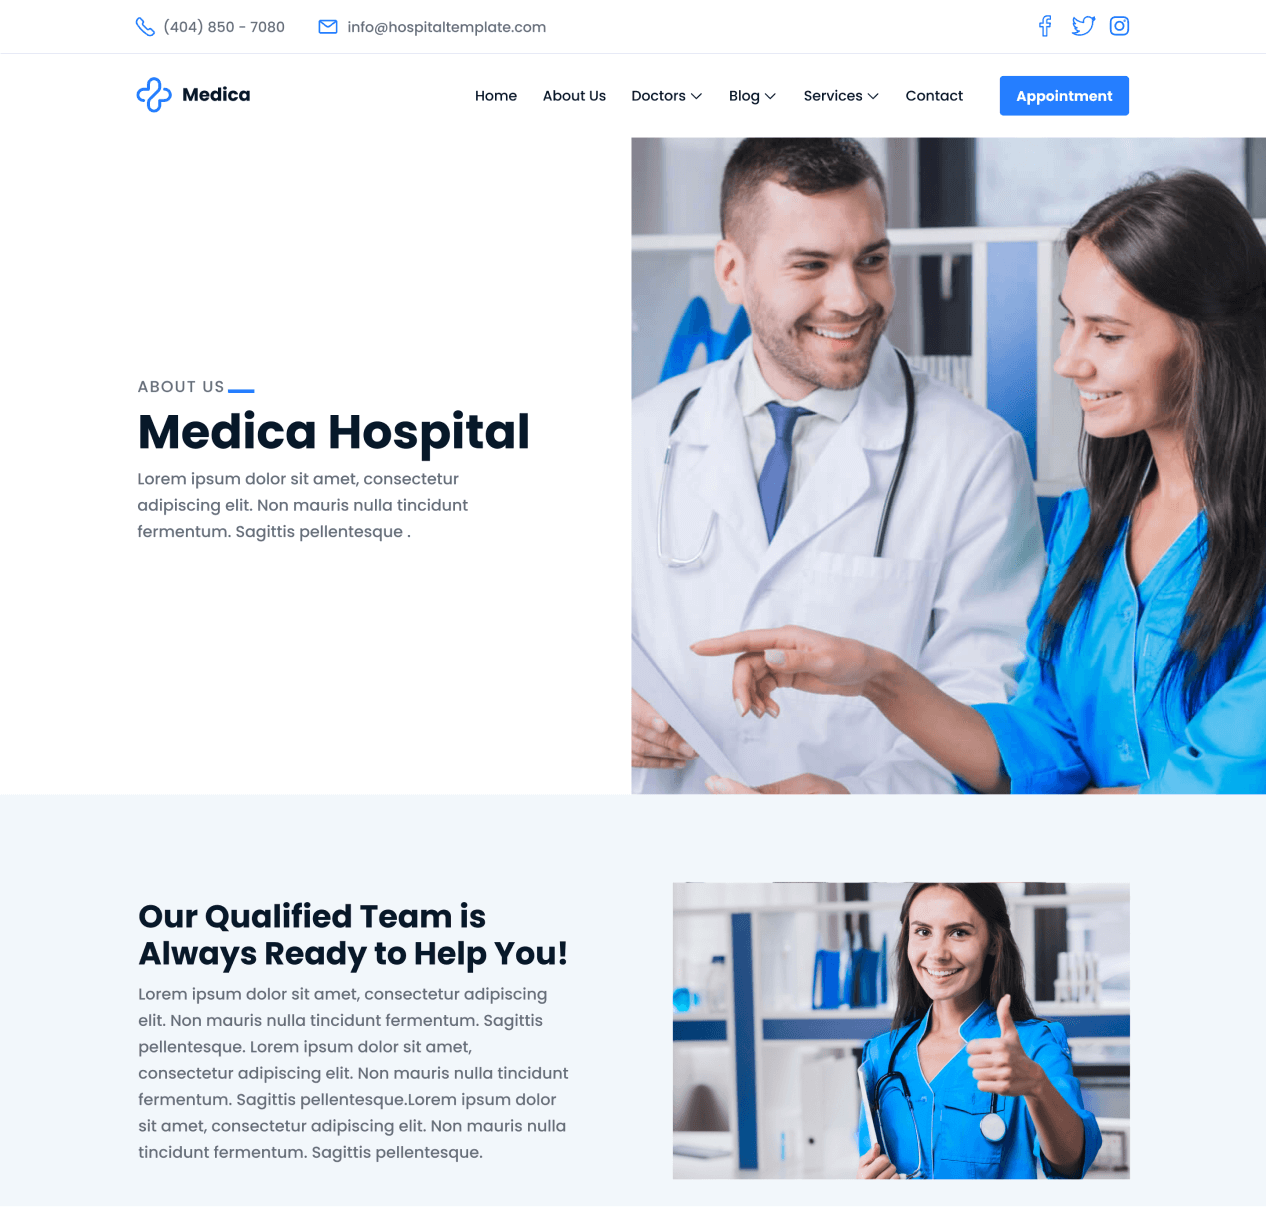 (404) 850 - 7080
info@hospitaltemplate.com
Medica
Home
About Us
Doctors
Blog
Services
Contact
Appointment
ABOUT US
Medica Hospital
Lorem ipsum dolor sit amet, consectetur
adipiscing elit. Non mauris nulla tincidunt
fermentum. Sagittis pellentesque .
Our Qualified Team is
Always Ready to Help You!
Lorem ipsum dolor sit amet, consectetur adipiscing
elit. Non mauris nulla tincidunt fermentum. Sagittis
pellentesque. Lorem ipsum dolor sit amet,
consectetur adipiscing elit. Non mauris nulla tincidunt
fermentum. Sagittis pellentesque.Lorem ipsum dolor
sit amet, consectetur adipiscing elit. Non mauris nulla
tincidunt fermentum. Sagittis pellentesque.